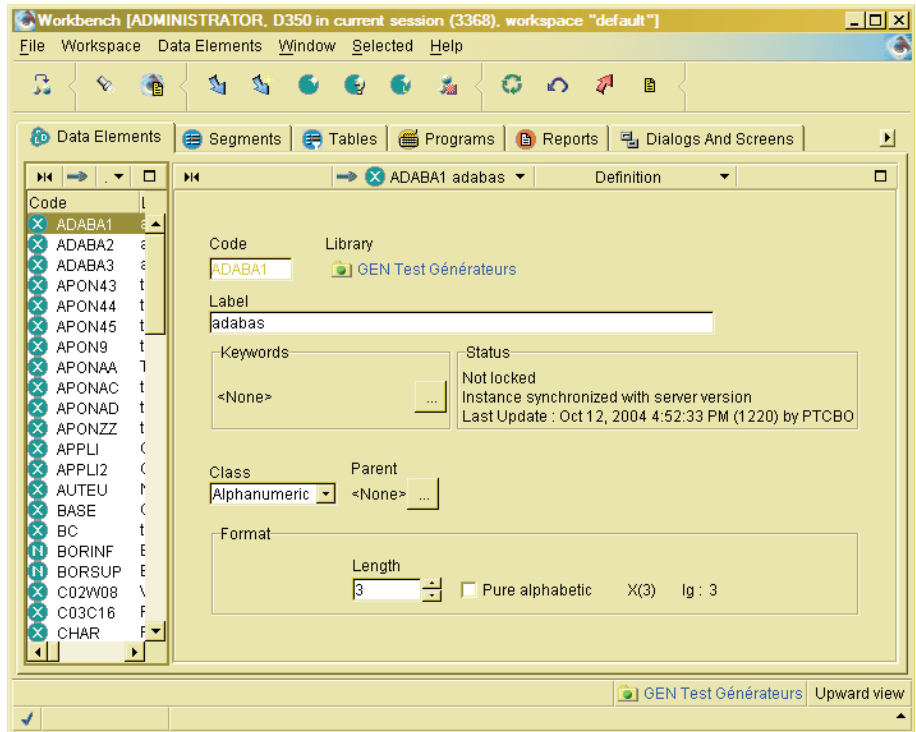 Workbench [ADMINISTRATOR, D350 in current session (3368), workspace "default"]
File Workspace Data Elements Window Selected Help
Data Elements Segments Tables Programs Reports Dialogs And Screens
ADABA1 adabas Definition
Code L
ADABA1 a
ADABA2 a
ADABA3 a
APON43 t
APON44 t
APON45 t
APON9 t
APONAA T
APONAC t
APONAD t
APONZZ t
APPLI
APPLI2
AUTEU
BASE
BC t
BORINF E
BORSUP E
C02W08 V
C03C16 F
CHAR F
Code Library
ADABA1 GEN Test Générateurs
Label
adabas
Keywords
<None> ...
Status
Not locked
Instance synchronized with server version
Last Update : Oct 12, 2004 4:52:33 PM (1220) by PTCBO
Class Parent
Alphanumeric <None> ...
Format
Length
3 Pure alphabetic X(3) lg : 3
GEN Test Générateurs Upward view